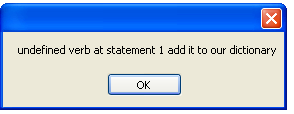 undefined verb at statement 1 add it to our dictionary
OK